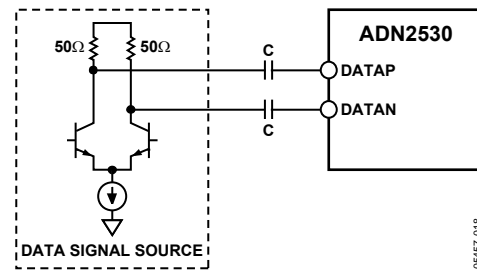 50Ω 50Ω
C
ADN2530
DATAP
DATAN
C
DATA SIGNAL SOURCE
05457-018